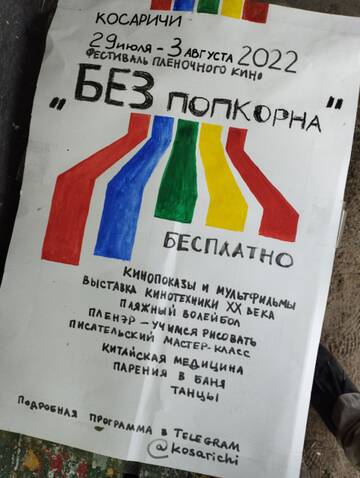 КОСАРИЧИ
29 июля - 3 АВГУСТА 2022
ФЕСТИВАЛЬ ПЛЕНОЧНОГО КИНО
„БЕЗ ПОПКОРНА"
БЕСПЛАТНО
КИНОПОКАЗЫ И МУЛЬТФИЛЬМЫ
ВЫСТАВКА КИНОТЕХНИКИ XX ВЕКА
ПЛЯЖНЫЙ ВОЛЕЙБОЛ
ПЛЕНЭР - УЧИМСЯ РИСОВАТЬ
ПИСАТЕЛЬСКИЙ МАСТЕР-КЛАСС
КИТАЙСКАЯ МЕДИЦИНА
ПАРЕНИЯ В БАНЯ
ТАНЦЫ
ПОДРОБНАЯ ПРОГРАММА В TELEGRAM
@kosarichi